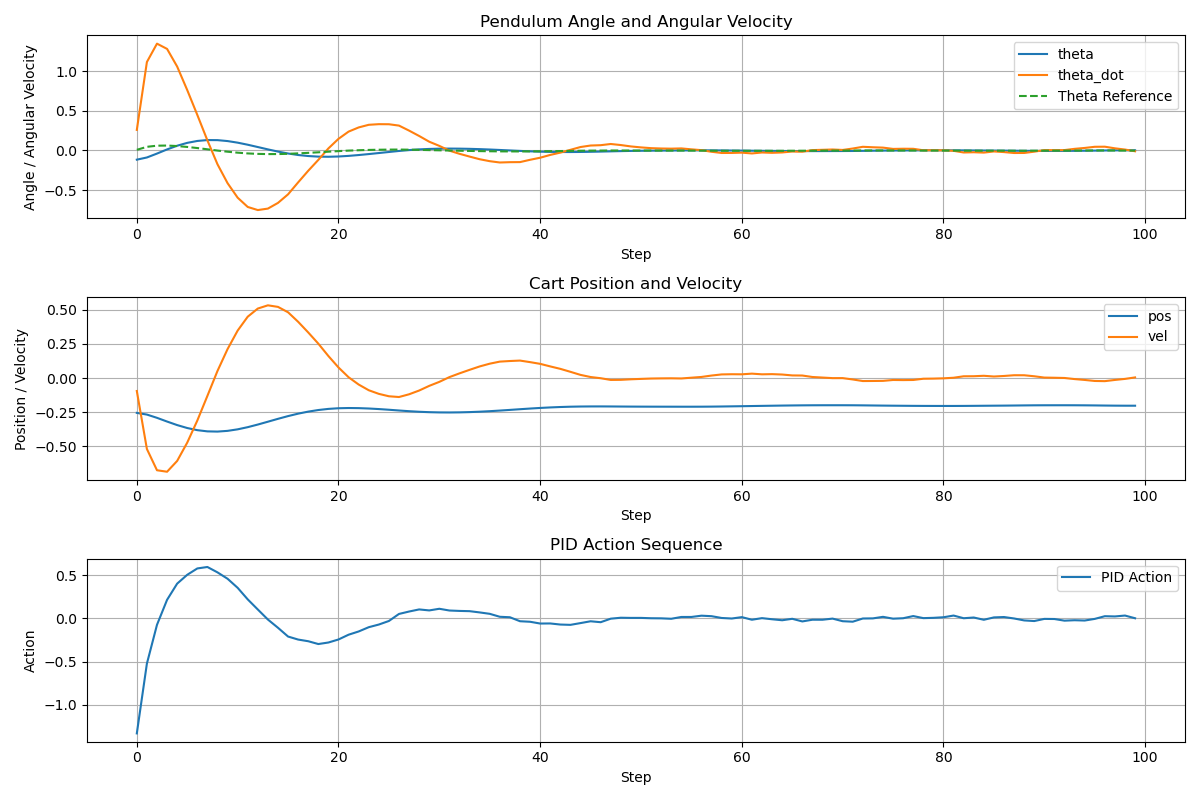 Pendulum Angle and Angular Velocity
Angle / Angular Velocity
1.0
0.5
0.0
−0.5
theta
theta_dot
Theta Reference
0 20 40 60 80 100
Step
Cart Position and Velocity
Position / Velocity
0.50
0.25
0.00
−0.25
−0.50
pos
vel
0 20 40 60 80 100
Step
PID Action Sequence
Action
0.5
0.0
−0.5
−1.0
PID Action
0 20 40 60 80 100
Step